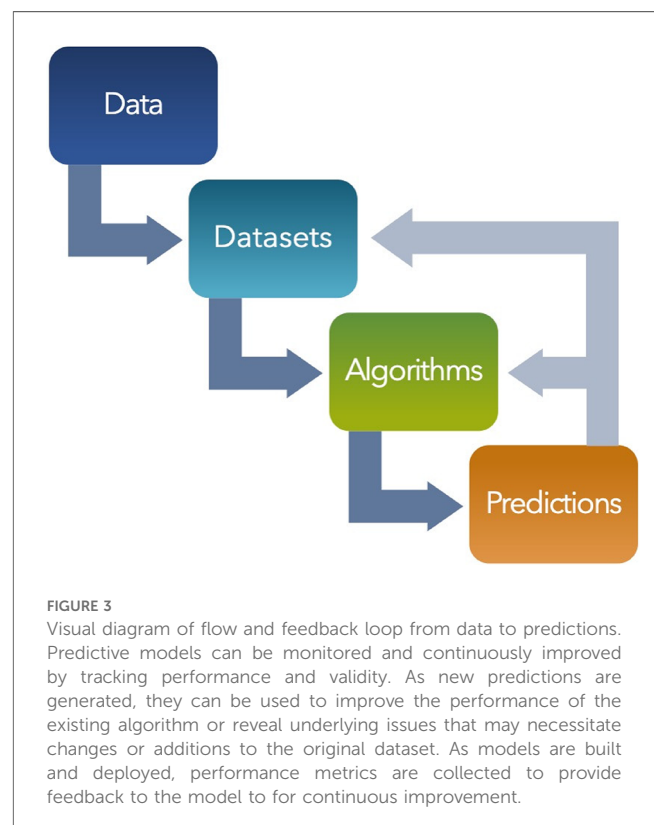 Data
Datasets
Algorithms
Predictions
FIGURE 3
Visual diagram of flow and feedback loop from data to predictions.
Predictive models can be monitored and continuously improved
by tracking performance and validity. As new predictions are
generated, they can be used to improve the performance of the
existing algorithm or reveal underlying issues that may necessitate
changes or additions to the original dataset. As models are built
and deployed, performance metrics are collected to provide
feedback to the model to for continuous improvement.